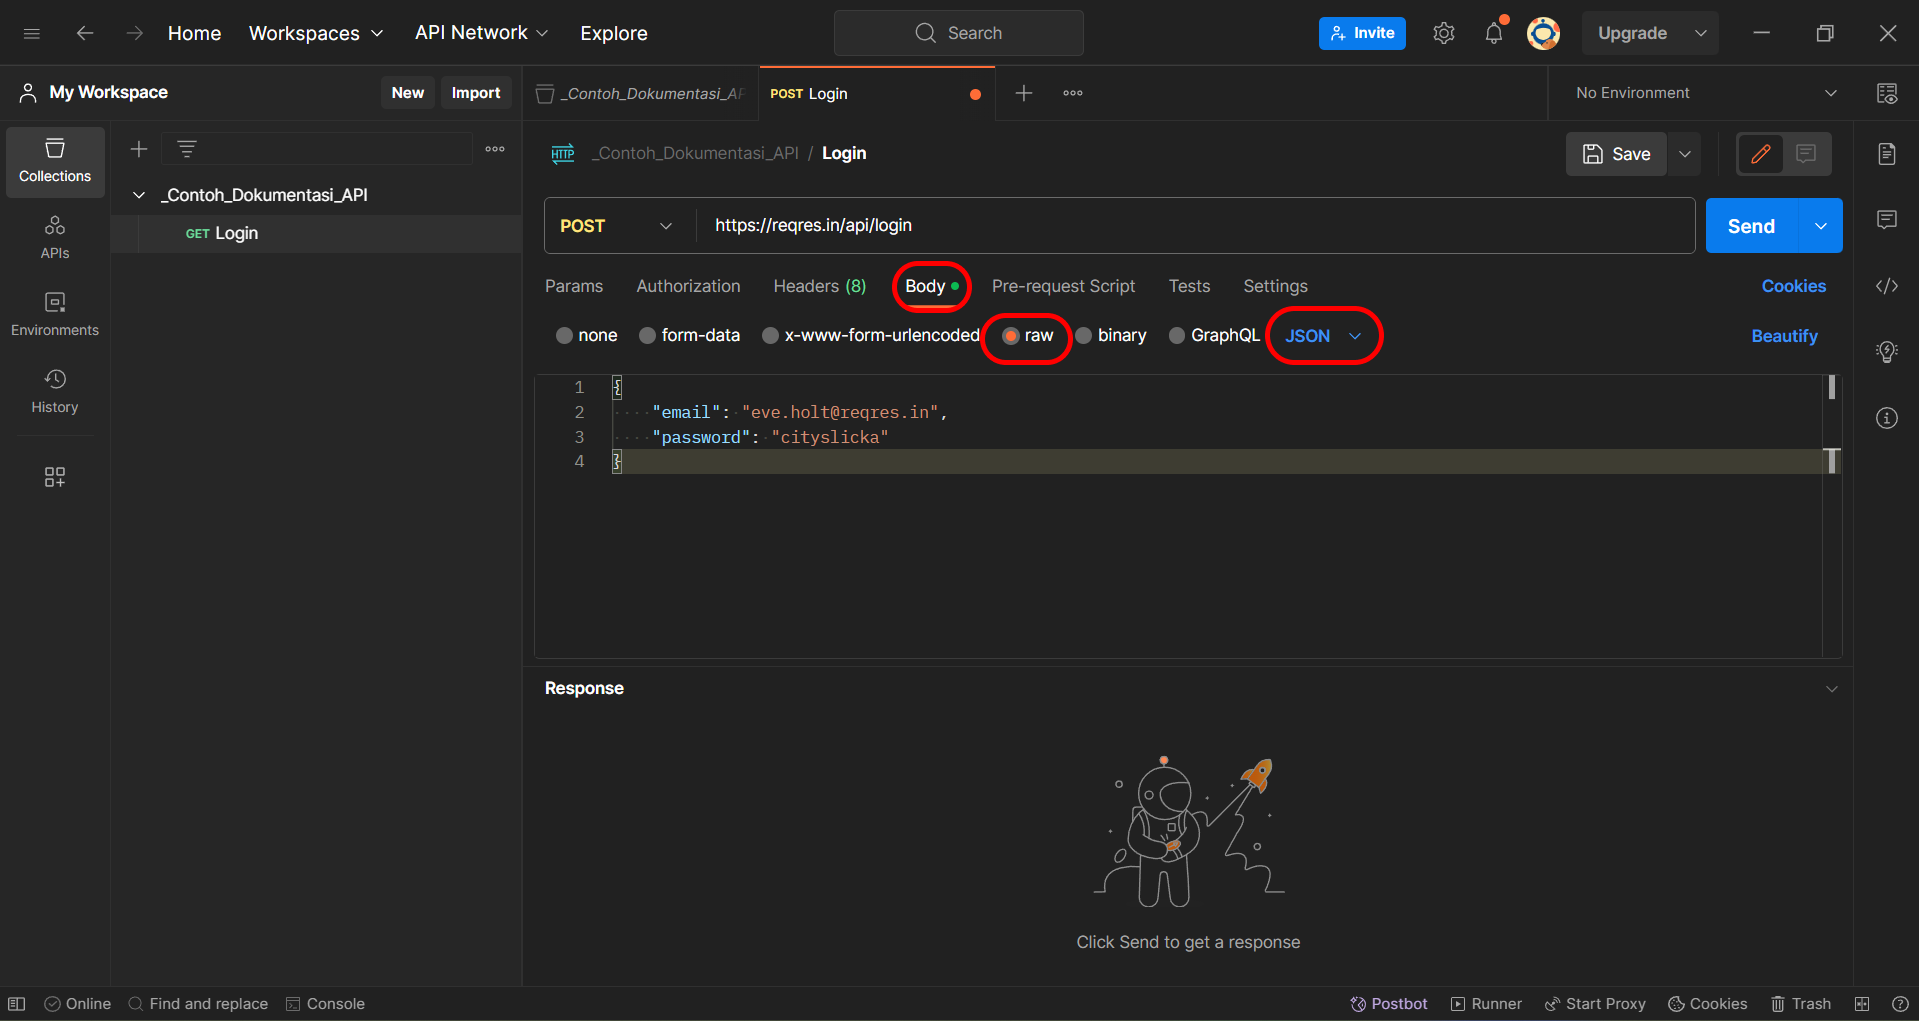 Home Workspaces API Network Explore Search Invite Upgrade
My Workspace New Import _Contoh_Dokumentasi_AP POST Login No Environment
Collections
APIs
Environments
History
_Contoh_Dokumentasi_API
GET Login
HTTP _Contoh_Dokumentasi_API / Login Save
POST https://reqres.in/api/login Send
Params Authorization Headers (8) Body Pre-request Script Tests Settings Cookies
none form-data x-www-form-urlencoded raw binary GraphQL JSON Beautify
1 {
2 "email": "eve.holt@reqres.in",
3 "password": "cityslicka"
4 }
Response
Click Send to get a response
Online Find and replace Console Postbot Runner Start Proxy Cookies Trash